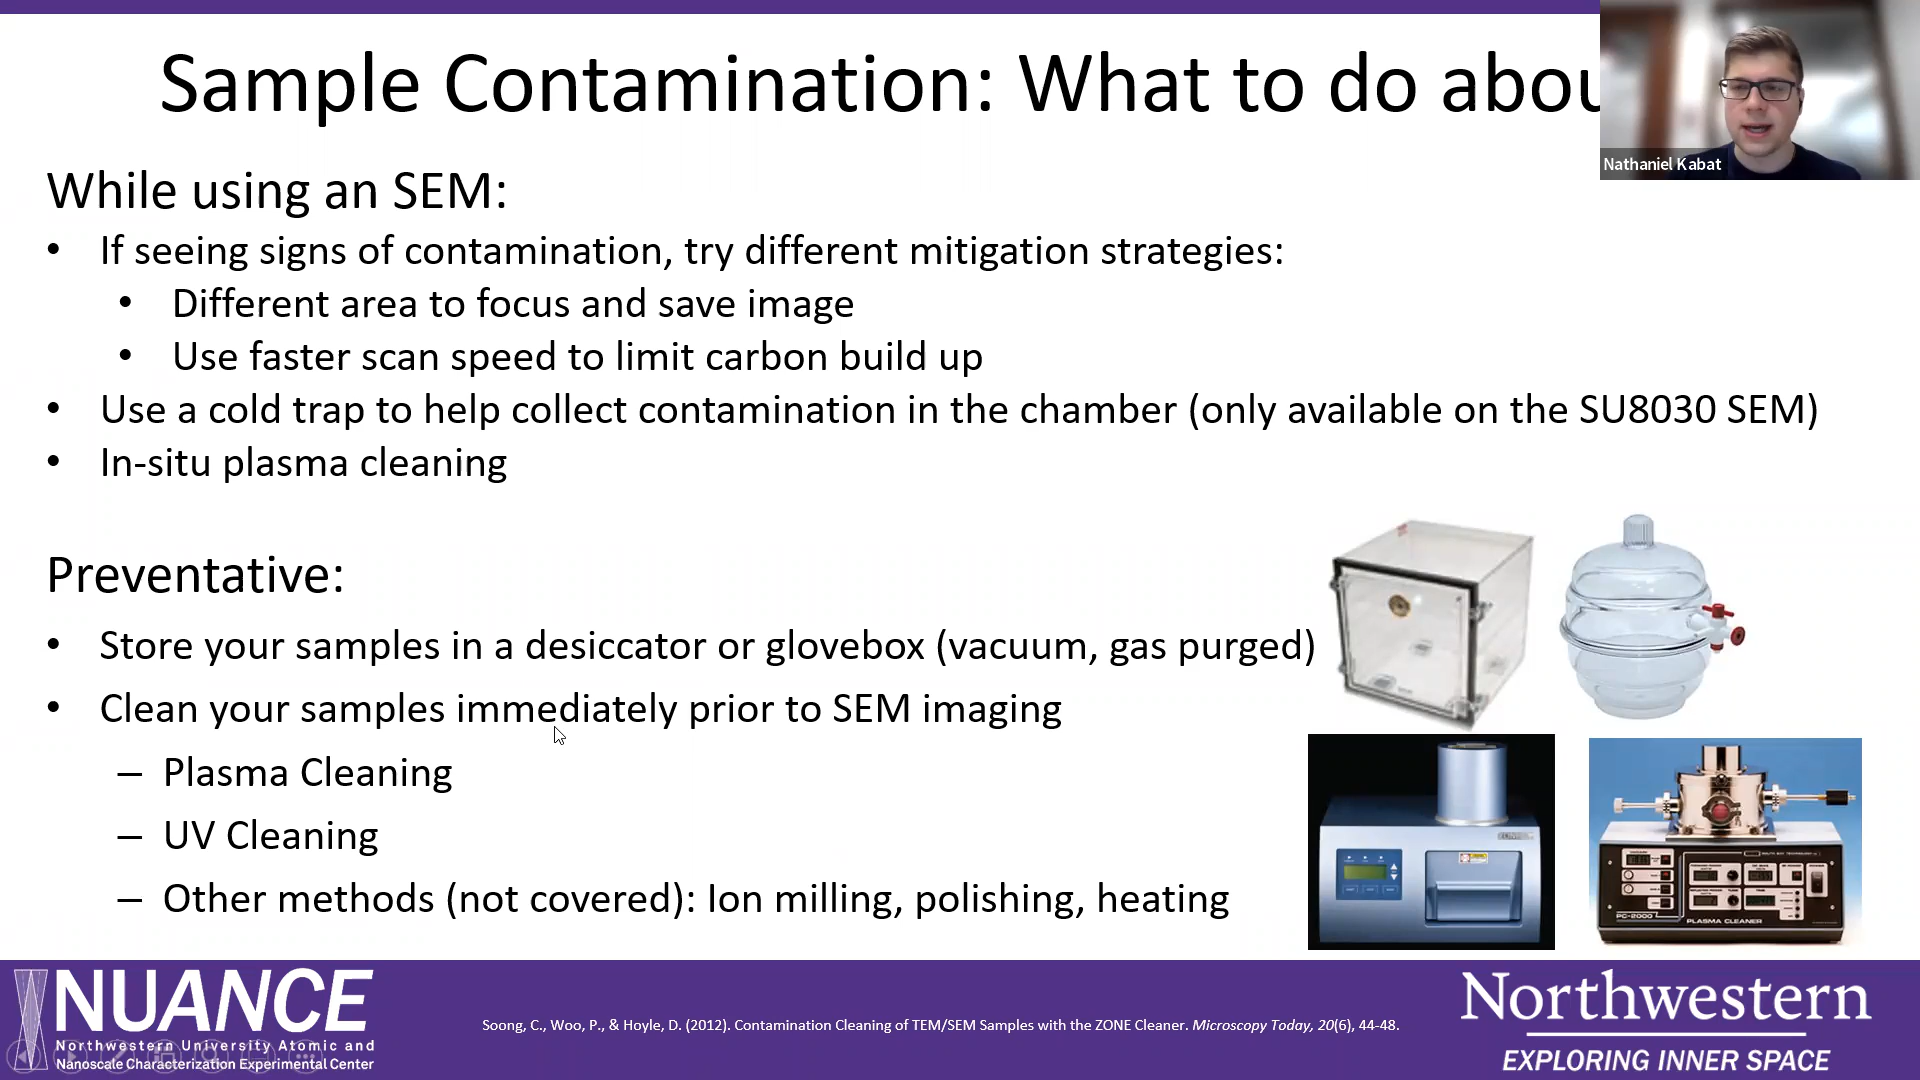 Sample Contamination: What to do abou
Nathaniel Kabat
While using an SEM:
• If seeing signs of contamination, try different mitigation strategies:
• Different area to focus and save image
• Use faster scan speed to limit carbon build up
• Use a cold trap to help collect contamination in the chamber (only available on the SU8030 SEM)
• In-situ plasma cleaning
Preventative:
• Store your samples in a desiccator or glovebox (vacuum, gas purged)
• Clean your samples immediately prior to SEM imaging
– Plasma Cleaning
– UV Cleaning
– Other methods (not covered): Ion milling, polishing, heating
PC-2000
PLASMA CLEANER
NUANCE
Northwestern University Atomic and
Nanoscale Characterization Experimental Center
Soong, C., Woo, P., & Hoyle, D. (2012). Contamination Cleaning of TEM/SEM Samples with the ZONE Cleaner. Microscopy Today, 20(6), 44-48.
Northwestern
EXPLORING INNER SPACE